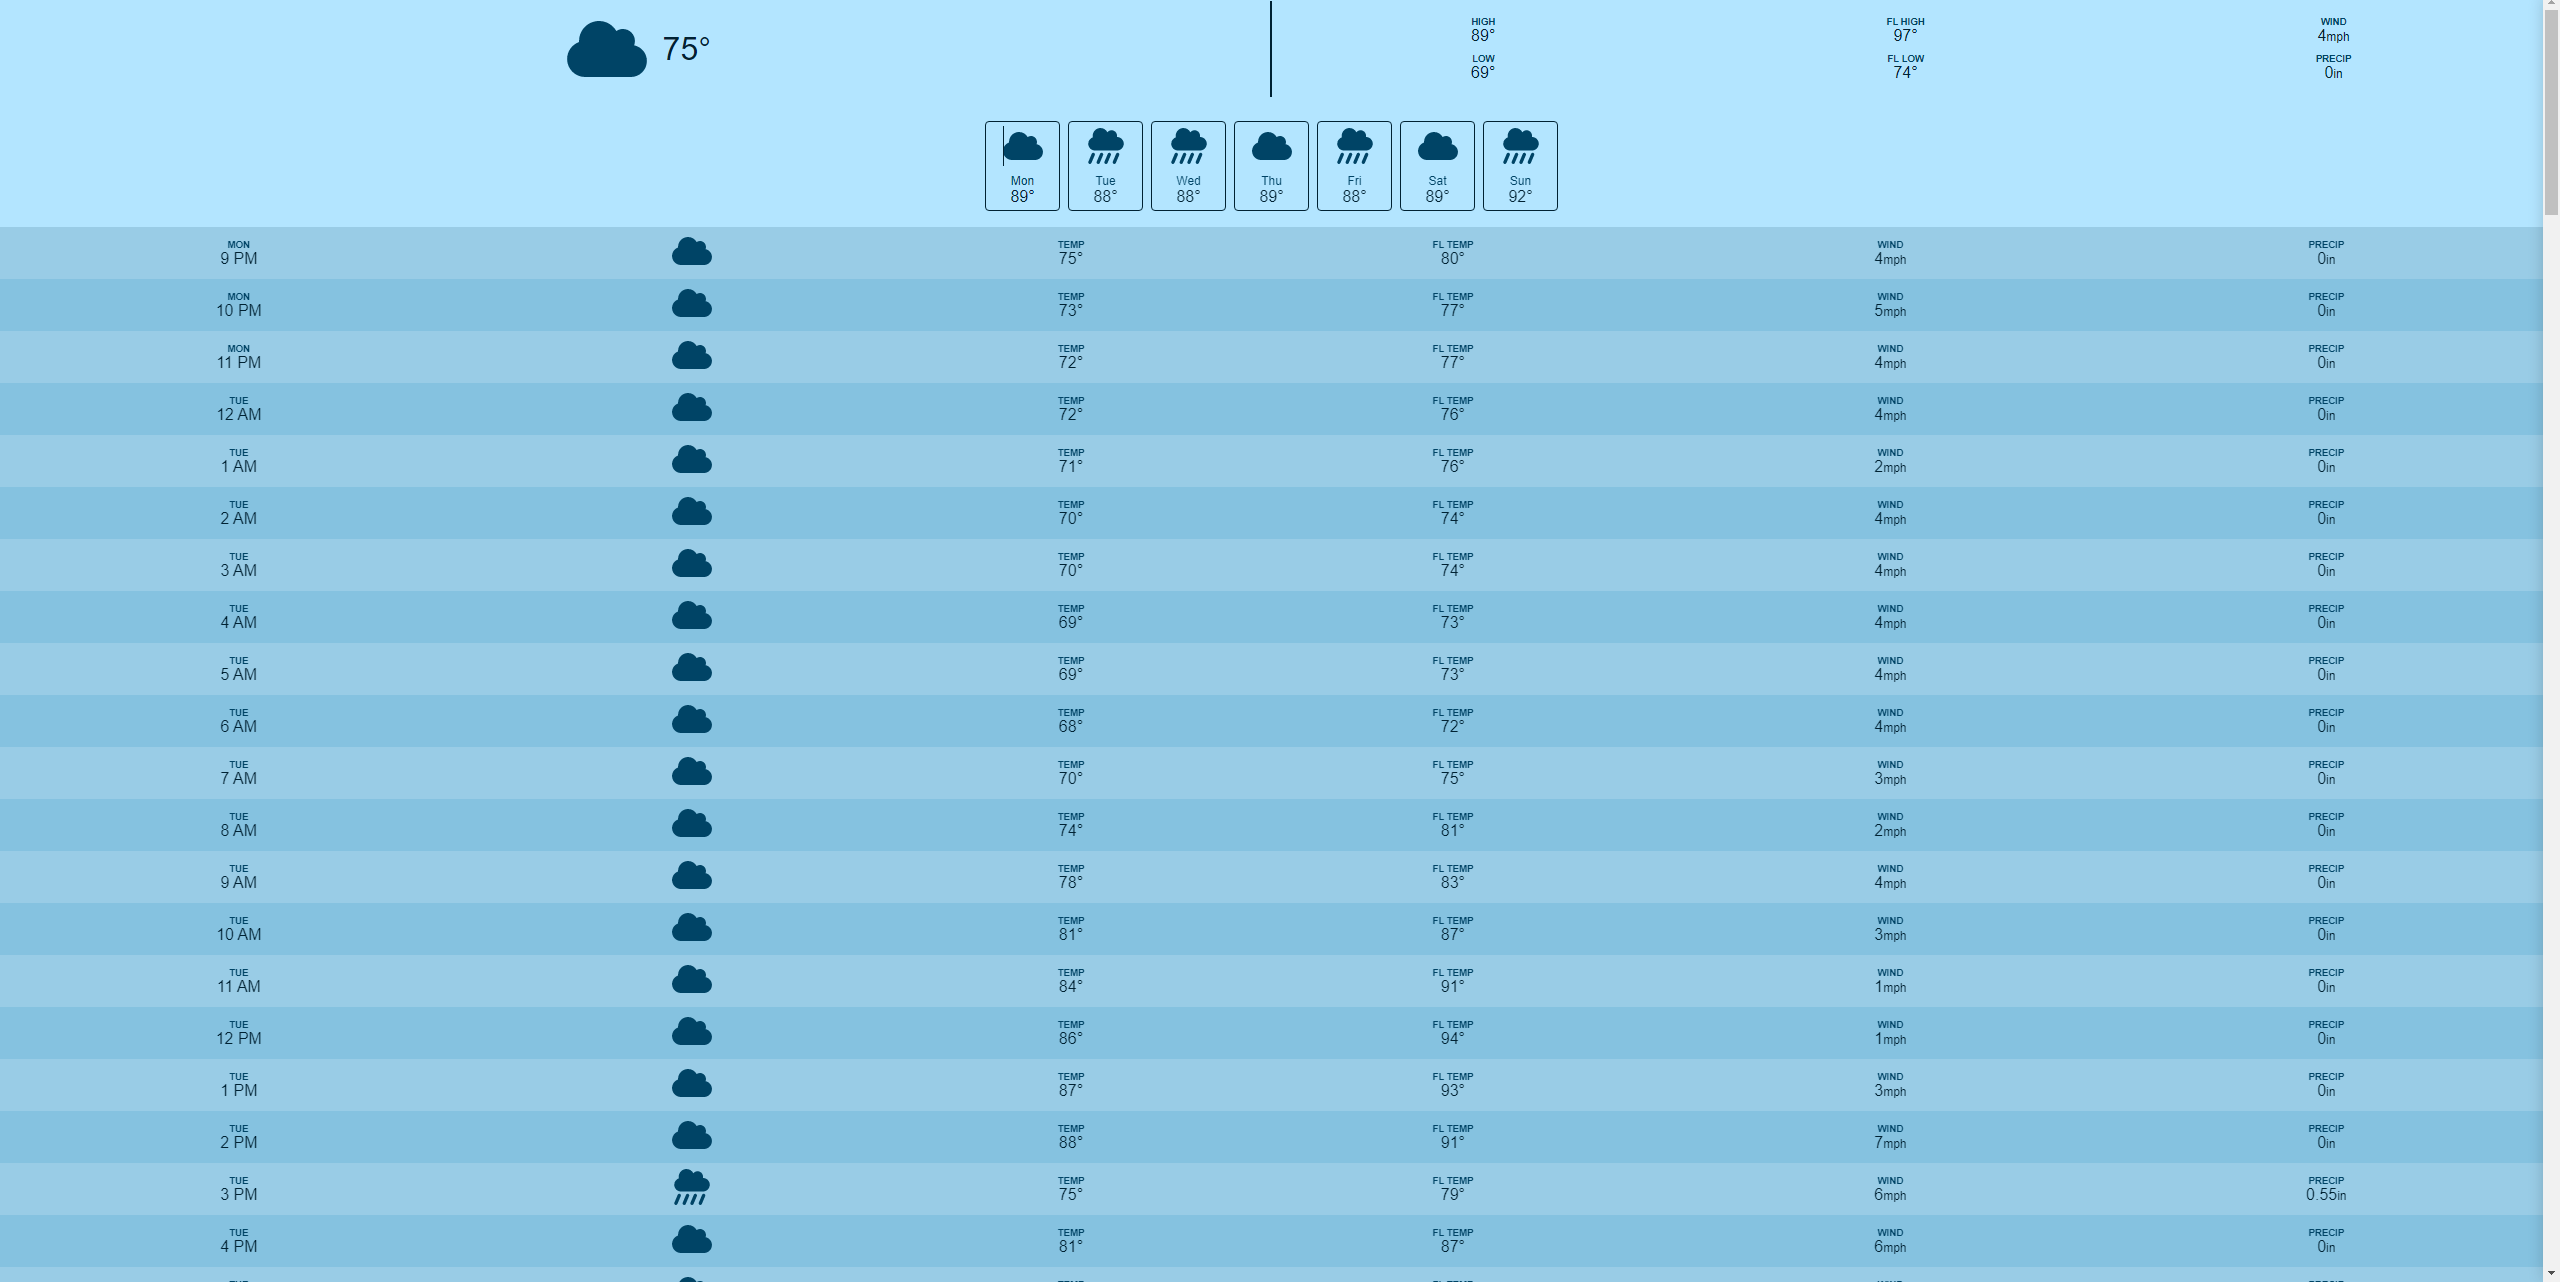 75°
HIGH FL HIGH WIND
89° 97° 4mph
LOW FL LOW PRECIP
69° 74° 0in
Mon Tue Wed Thu Fri Sat Sun
89° 88° 88° 89° 88° 89° 92°
MON TEMP FL TEMP WIND PRECIP
9 PM 75° 80° 4mph 0in
MON TEMP FL TEMP WIND PRECIP
10 PM 73° 77° 5mph 0in
MON TEMP FL TEMP WIND PRECIP
11 PM 72° 77° 4mph 0in
TUE TEMP FL TEMP WIND PRECIP
12 AM 72° 76° 4mph 0in
TUE TEMP FL TEMP WIND PRECIP
1 AM 71° 76° 2mph 0in
TUE TEMP FL TEMP WIND PRECIP
2 AM 70° 74° 4mph 0in
TUE TEMP FL TEMP WIND PRECIP
3 AM 70° 74° 4mph 0in
TUE TEMP FL TEMP WIND PRECIP
4 AM 69° 73° 4mph 0in
TUE TEMP FL TEMP WIND PRECIP
5 AM 69° 73° 4mph 0in
TUE TEMP FL TEMP WIND PRECIP
6 AM 68° 72° 4mph 0in
TUE TEMP FL TEMP WIND PRECIP
7 AM 70° 75° 3mph 0in
TUE TEMP FL TEMP WIND PRECIP
8 AM 74° 81° 2mph 0in
TUE TEMP FL TEMP WIND PRECIP
9 AM 78° 83° 4mph 0in
TUE TEMP FL TEMP WIND PRECIP
10 AM 81° 87° 3mph 0in
TUE TEMP FL TEMP WIND PRECIP
11 AM 84° 91° 1mph 0in
TUE TEMP FL TEMP WIND PRECIP
12 PM 86° 94° 1mph 0in
TUE TEMP FL TEMP WIND PRECIP
1 PM 87° 93° 3mph 0in
TUE TEMP FL TEMP WIND PRECIP
2 PM 88° 91° 7mph 0in
TUE TEMP FL TEMP WIND PRECIP
3 PM 75° 79° 6mph 0.55in
TUE TEMP FL TEMP WIND PRECIP
4 PM 81° 87° 6mph 0in